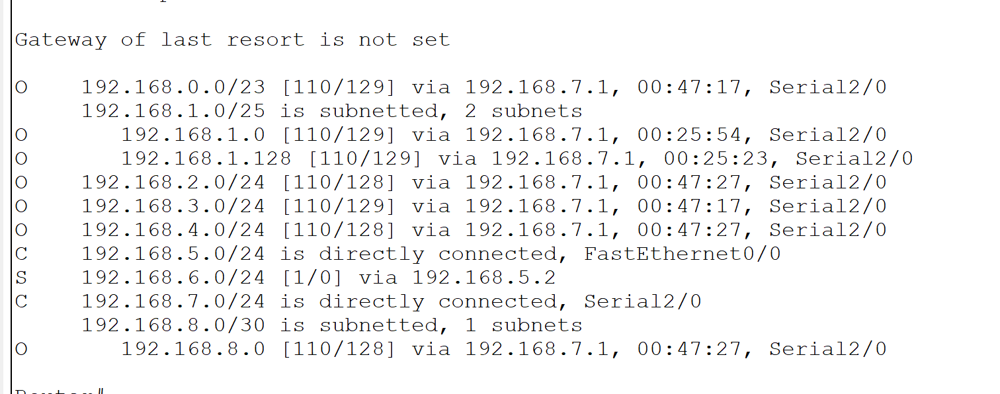 Gateway of last resort is not set
O    192.168.0.0/23 [110/129] via 192.168.7.1, 00:47:17, Serial2/0
     192.168.1.0/25 is subnetted, 2 subnets
O       192.168.1.0 [110/129] via 192.168.7.1, 00:25:54, Serial2/0
O       192.168.1.128 [110/129] via 192.168.7.1, 00:25:23, Serial2/0
O    192.168.2.0/24 [110/128] via 192.168.7.1, 00:47:27, Serial2/0
O    192.168.3.0/24 [110/129] via 192.168.7.1, 00:47:17, Serial2/0
O    192.168.4.0/24 [110/128] via 192.168.7.1, 00:47:27, Serial2/0
C    192.168.5.0/24 is directly connected, FastEthernet0/0
S    192.168.6.0/24 [1/0] via 192.168.5.2
C    192.168.7.0/24 is directly connected, Serial2/0
     192.168.8.0/30 is subnetted, 1 subnets
O       192.168.8.0 [110/128] via 192.168.7.1, 00:47:27, Serial2/0